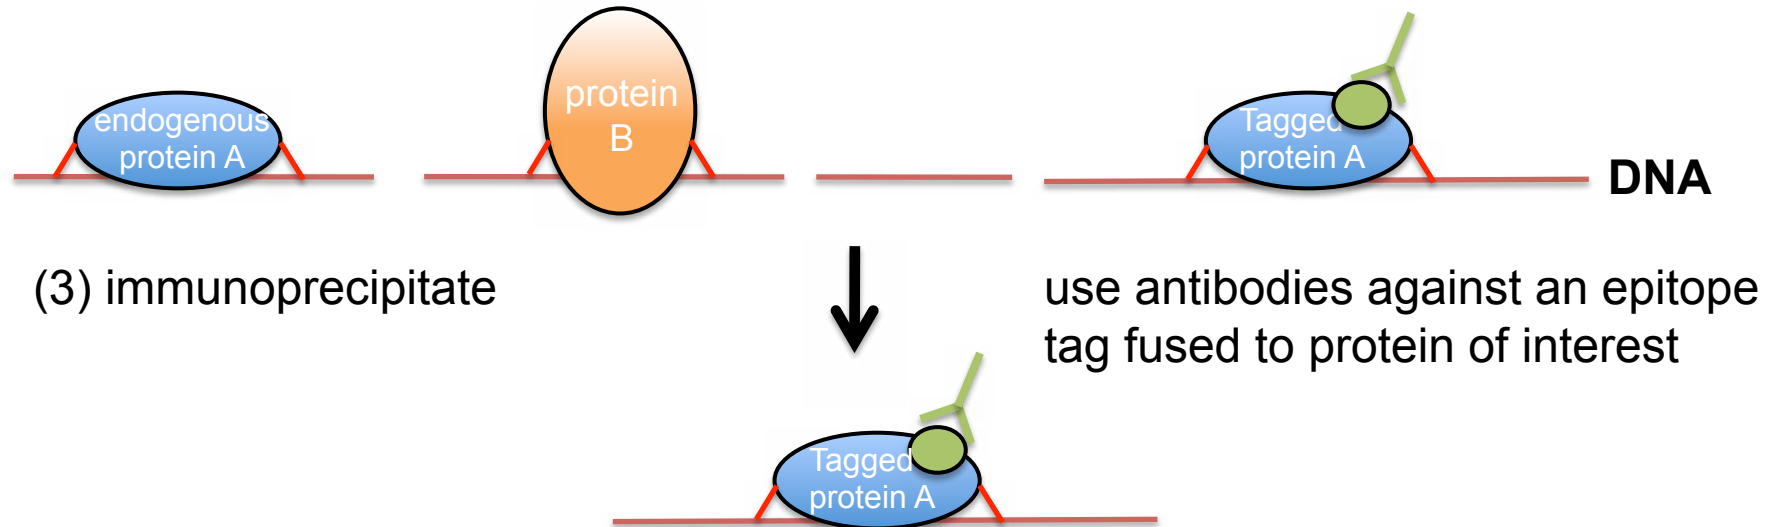 endogenous
protein A
protein
B
Tagged
protein A
DNA
(3) immunoprecipitate
use antibodies against an epitope
tag fused to protein of interest
Tagged
protein A